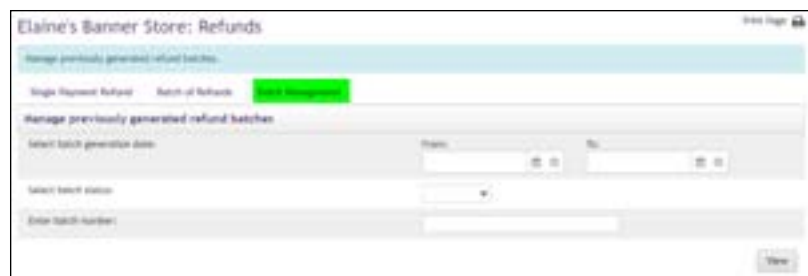 Elaine's Banner Store: Refunds
Print Page
Manage previously generated refund batches.
Single Payment Refund Batch of Refunds Batch Management
Manage previously generated refund batches
Select batch generation date: From: To:
Select batch status:
Enter batch number:
View